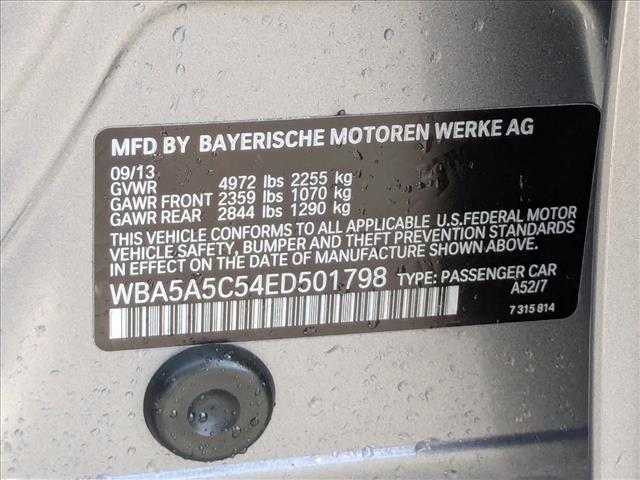 MFD BY BAYERISCHE MOTOREN WERKE AG
09/13
GVWR 4972 lbs 2255 kg
GAWR FRONT 2359 lbs 1070 kg
GAWR REAR 2844 lbs 1290 kg
THIS VEHICLE CONFORMS TO ALL APPLICABLE U.S.FEDERAL MOTOR
VEHICLE SAFETY, BUMPER AND THEFT PREVENTION STANDARDS
IN EFFECT ON THE DATE OF MANUFACTURE SHOWN ABOVE.
WBA5A5C54ED501798 TYPE: PASSENGER CAR
A52/7
7 315 814